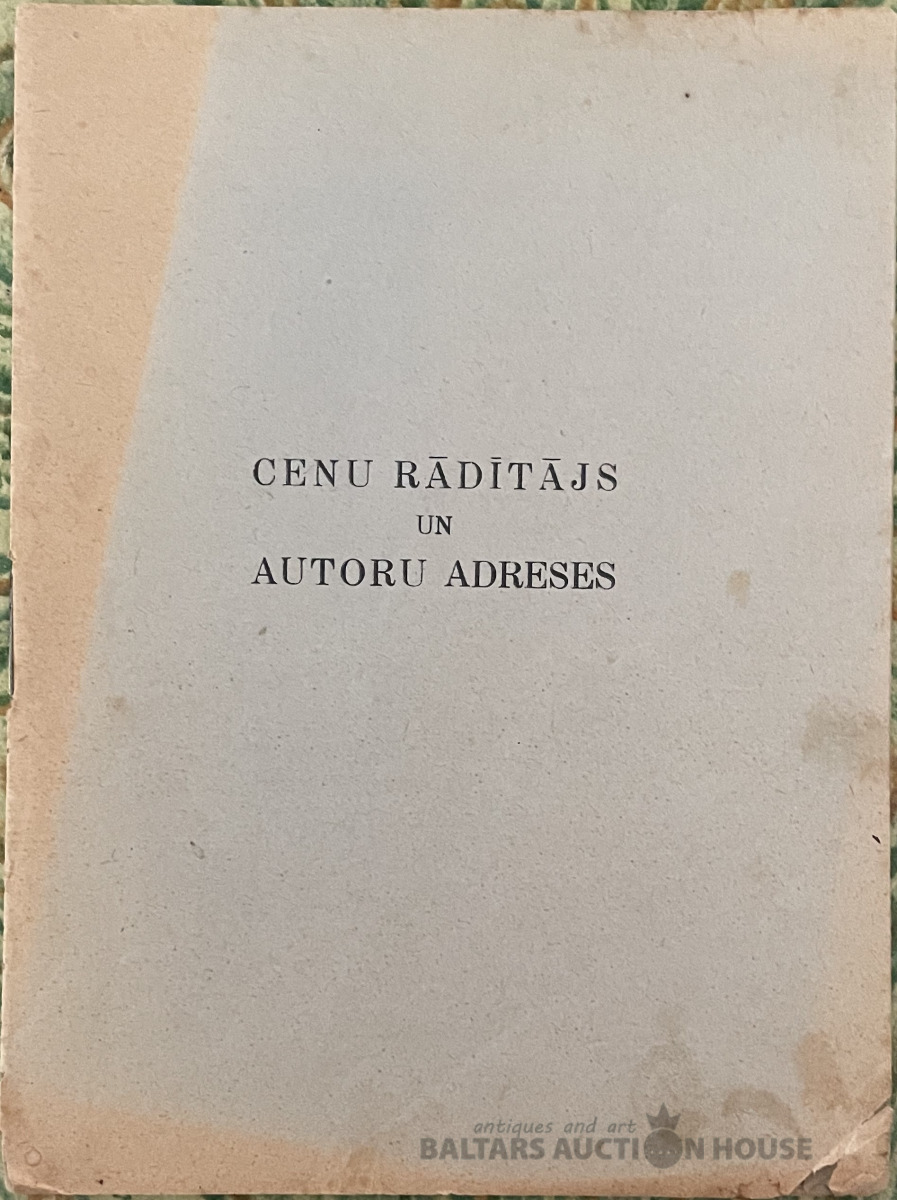 CENU RĀDĪTĀJS
UN
AUTORU ADRESES
antiques and art
BALTARS AUCTION HOUSE